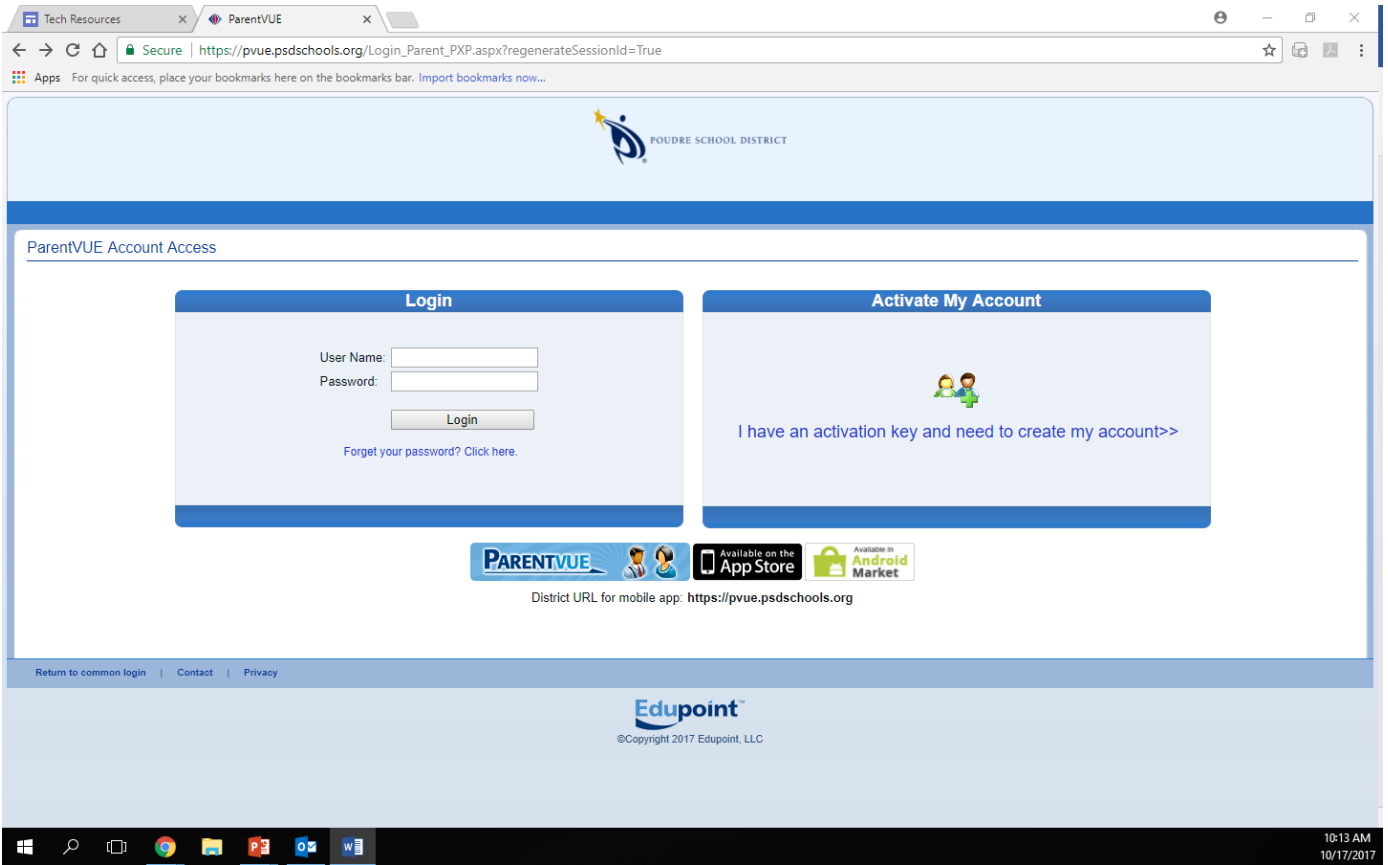 Tech Resources
ParentVUE
Secure | https://pvue.psdschools.org/Login_Parent_PXP.aspx?regenerateSessionId=True
Apps For quick access, place your bookmarks here on the bookmarks bar. Import bookmarks now...
POUDRE SCHOOL DISTRICT
ParentVUE Account Access
Login
User Name:
Password:
Login
Forget your password? Click here.
Activate My Account
I have an activation key and need to create my account>>
PARENTVUE
Available on the
App Store
Available in
Android
Market
District URL for mobile app: https://pvue.psdschools.org
Return to common login | Contact | Privacy
Edupoint™
©Copyright 2017 Edupoint, LLC
10:13 AM
10/17/2017